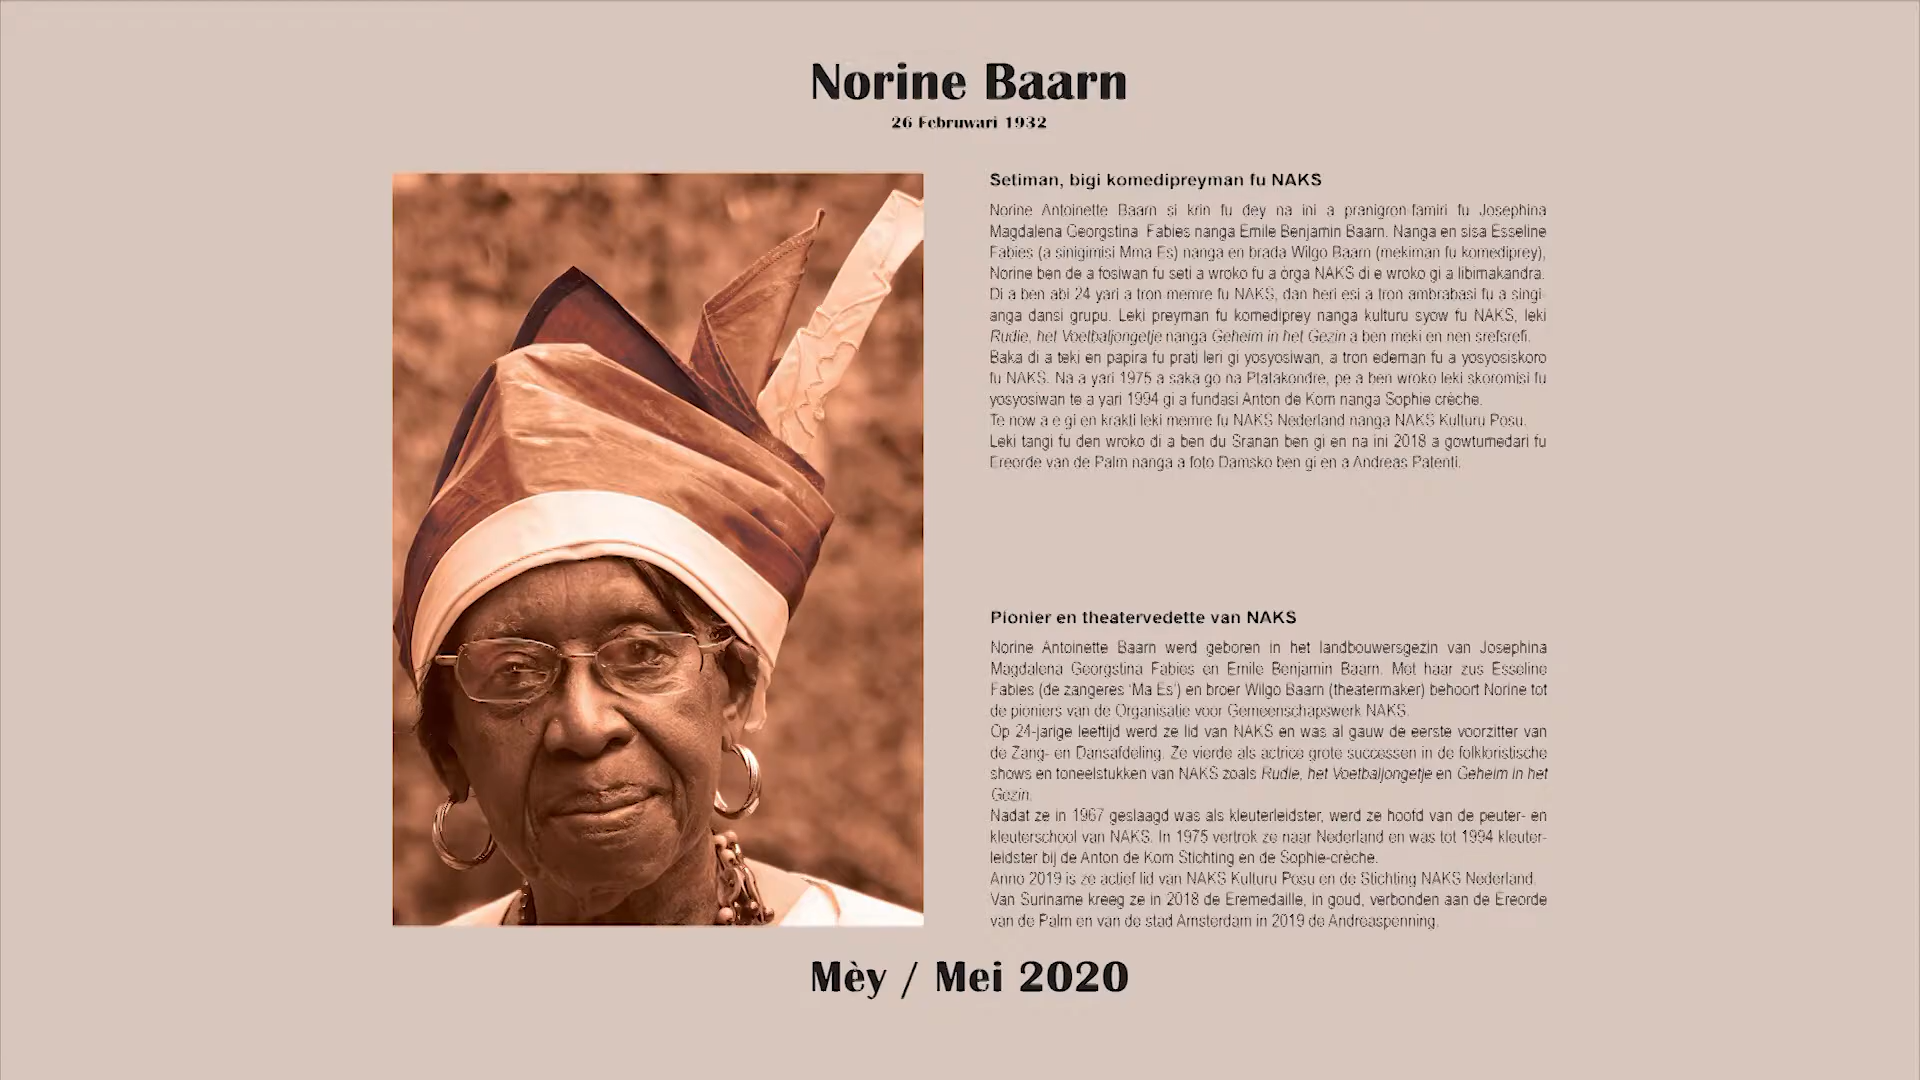 Norine Baarn
26 Februwari 1932
Setiman, bigi komedipreyman fu NAKS
Norine Antoinette Baarn si krin fu dey na ini a pranigron-famiri fu Josephina
Magdalena Georgstina Fabies nanga Emile Benjamin Baarn. Nanga en sisa Esseline
Fabies (a sinigimisi Mma Es) nanga en brada Wilgo Baarn (mekiman fu komediprey),
Norine ben de a fosiwan fu seti a wroko fu a òrga NAKS di e wroko gi a libimakandra.
Di a ben abi 24 yari a tron memre fu NAKS, dan heri esi a tron ambrabasi fu a singi-
anga dansi grupu. Leki preyman fu komediprey nanga kulturu syow fu NAKS, leki
Rudie, het Voetbaljongetje nanga Geheim in het Gezin a ben meki en nen srefsrefi.
Baka di a teki en papira fu prati leri gi yosyosiwan, a tron edeman fu a yosyosiskoro
fu NAKS. Na a yari 1975 a saka go na Ptatakondre, pe a ben wroko leki skoromisi fu
yosyosiwan te a yari 1994 gi a fundasi Anton de Kom nanga Sophie crèche.
Te now a e gi en krakti leki memre fu NAKS Nederland nanga NAKS Kulturu Posu.
Leki tangi fu den wroko di a ben du Sranan ben gi en na ini 2018 a gowtumedari fu
Ereorde van de Palm nanga a foto Damsko ben gi en a Andreas Patenti.
Pionier en theatervedette van NAKS
Norine Antoinette Baarn werd geboren in het landbouwersgezin van Josephina
Magdalena Georgstina Fabies en Emile Benjamin Baarn. Met haar zus Esseline
Fabies (de zangeres 'Ma Es') en broer Wilgo Baarn (theatermaker) behoort Norine tot
de pioniers van de Organisatie voor Gemeenschapswerk NAKS.
Op 24-jarige leeftijd werd ze lid van NAKS en was al gauw de eerste voorzitter van
de Zang- en Dansafdeling. Ze vierde als actrice grote successen in de folkloristische
shows en toneelstukken van NAKS zoals Rudie, het Voetbaljongetje en Geheim in het
Gezin.
Nadat ze in 1967 geslaagd was als kleuterleidster, werd ze hoofd van de peuter- en
kleuterschool van NAKS. In 1975 vertrok ze naar Nederland en was tot 1994 kleuter-
leidster bij de Anton de Kom Stichting en de Sophie-crèche.
Anno 2019 is ze actief lid van NAKS Kulturu Posu en de Stichting NAKS Nederland.
Van Suriname kreeg ze in 2018 de Eremedaille, in goud, verbonden aan de Ereorde
van de Palm en van de stad Amsterdam in 2019 de Andreaspenning.
Mèy / Mei 2020